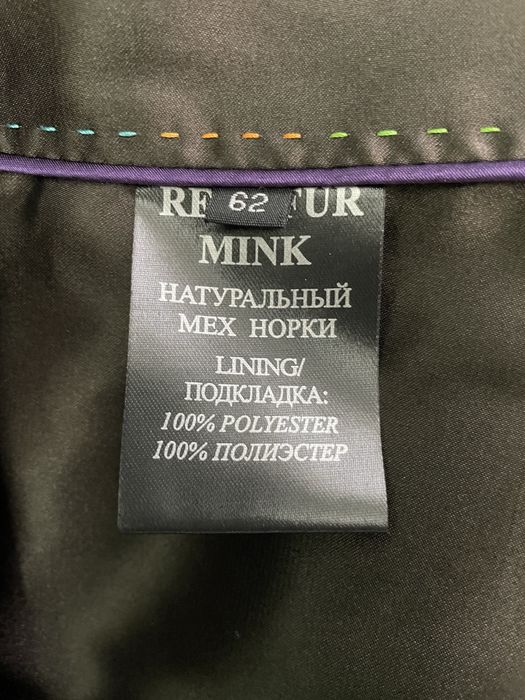 62
FUR
MINK
НАТУРАЛЬНЫЙ
МЕХ НОРКИ
LINING/
ПОДКЛАДКА:
100% POLYESTER
100% ПОЛИЭСТЕР